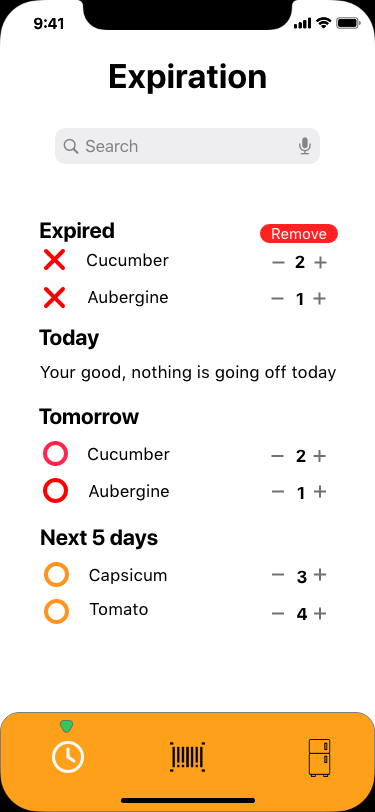 9:41
Expiration
Search
Expired Remove
Cucumber 2
Aubergine 1
Today
Your good, nothing is going off today
Tomorrow
Cucumber 2
Aubergine 1
Next 5 days
Capsicum 3
Tomato 4